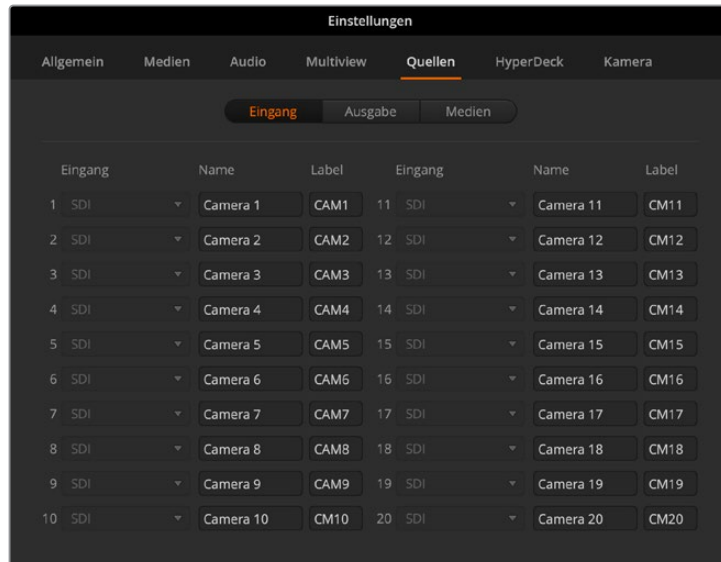 Einstellungen
Allgemein Medien Audio Multiview Quellen HyperDeck Kamera
Eingang Ausgabe Medien
Eingang Name Label Eingang Name Label
1 SDI Camera 1 CAM1 11 SDI Camera 11 CM11
2 SDI Camera 2 CAM2 12 SDI Camera 12 CM12
3 SDI Camera 3 CAM3 13 SDI Camera 13 CM13
4 SDI Camera 4 CAM4 14 SDI Camera 14 CM14
5 SDI Camera 5 CAM5 15 SDI Camera 15 CM15
6 SDI Camera 6 CAM6 16 SDI Camera 16 CM16
7 SDI Camera 7 CAM7 17 SDI Camera 17 CM17
8 SDI Camera 8 CAM8 18 SDI Camera 18 CM18
9 SDI Camera 9 CAM9 19 SDI Camera 19 CM19
10 SDI Camera 10 CM10 20 SDI Camera 20 CM20